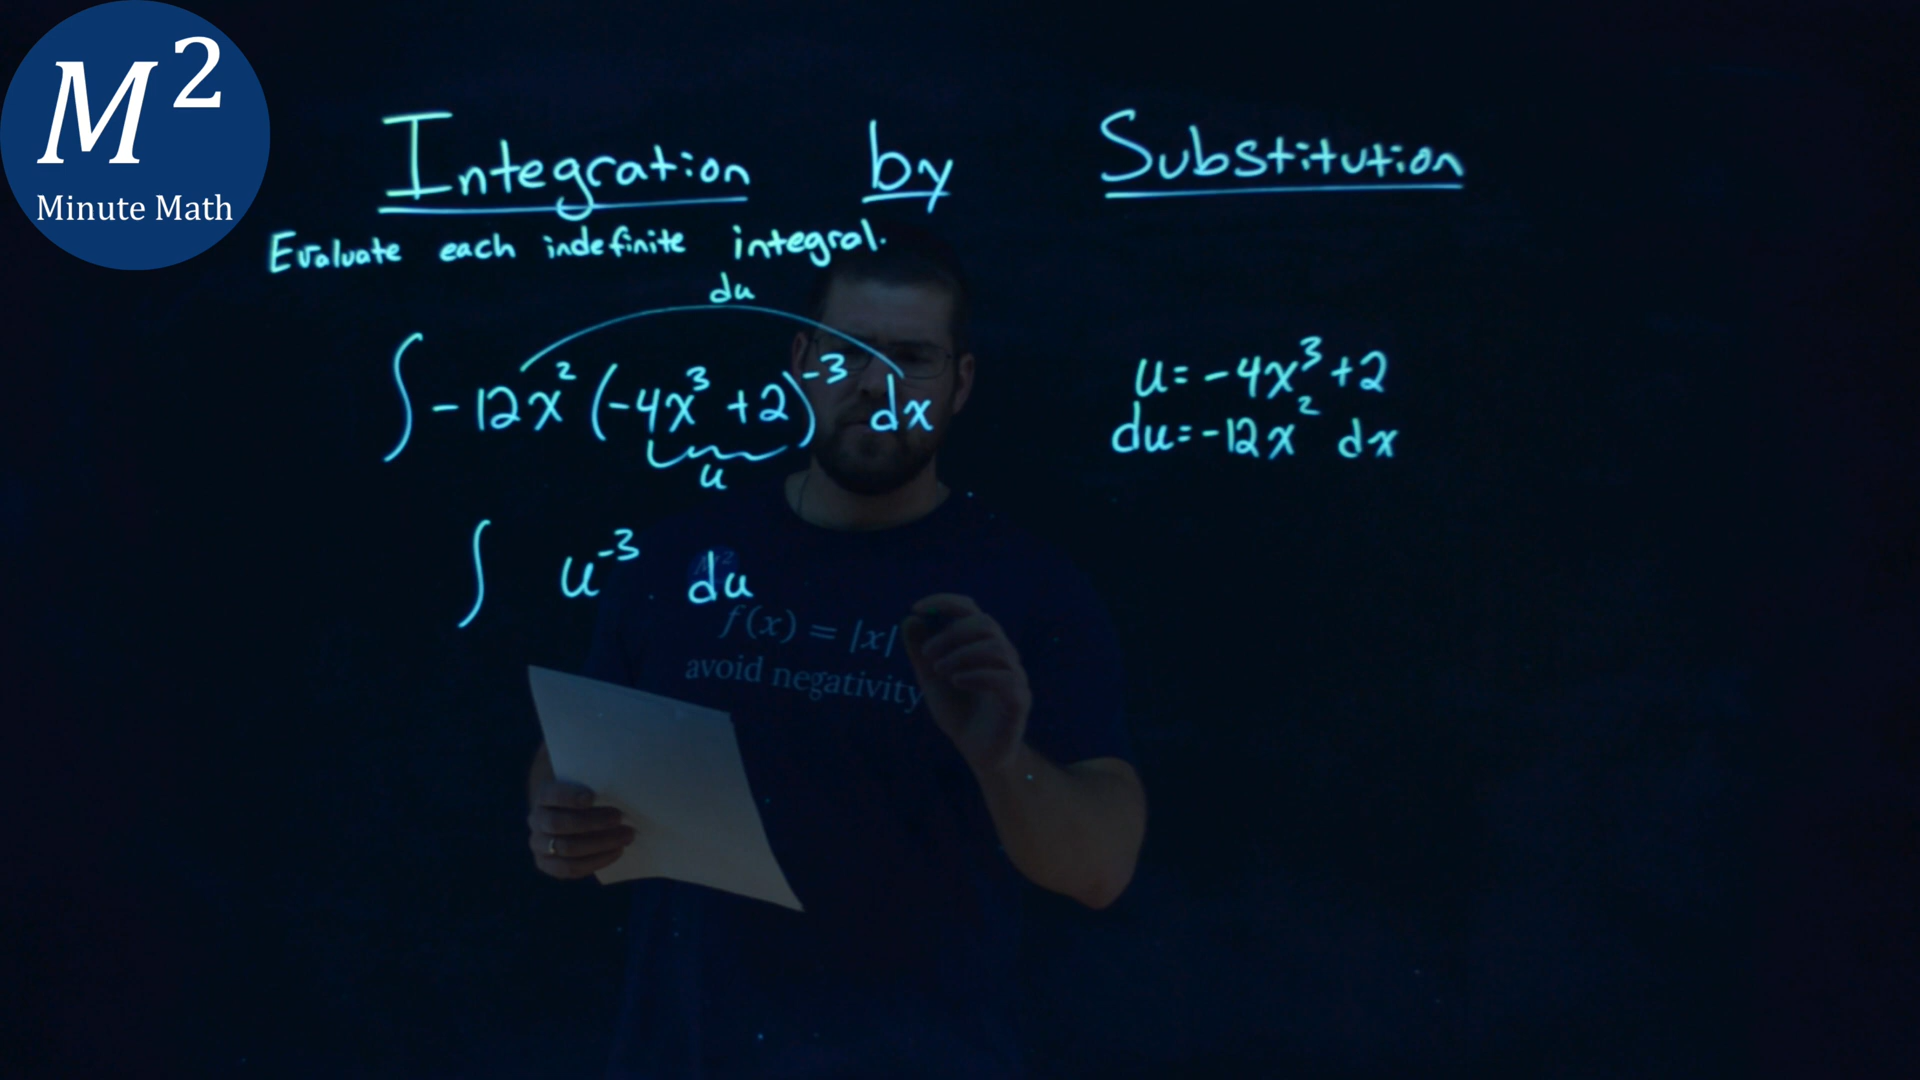 M²
Minute Math
Integration by Substitution
Evaluate each indefinite integral.
du
∫ -12x² (-4x³ +2)⁻³ dx
u
u= -4x³+2
du= -12x² dx
∫ u⁻³ du
f(x) = |x|
avoid negativity